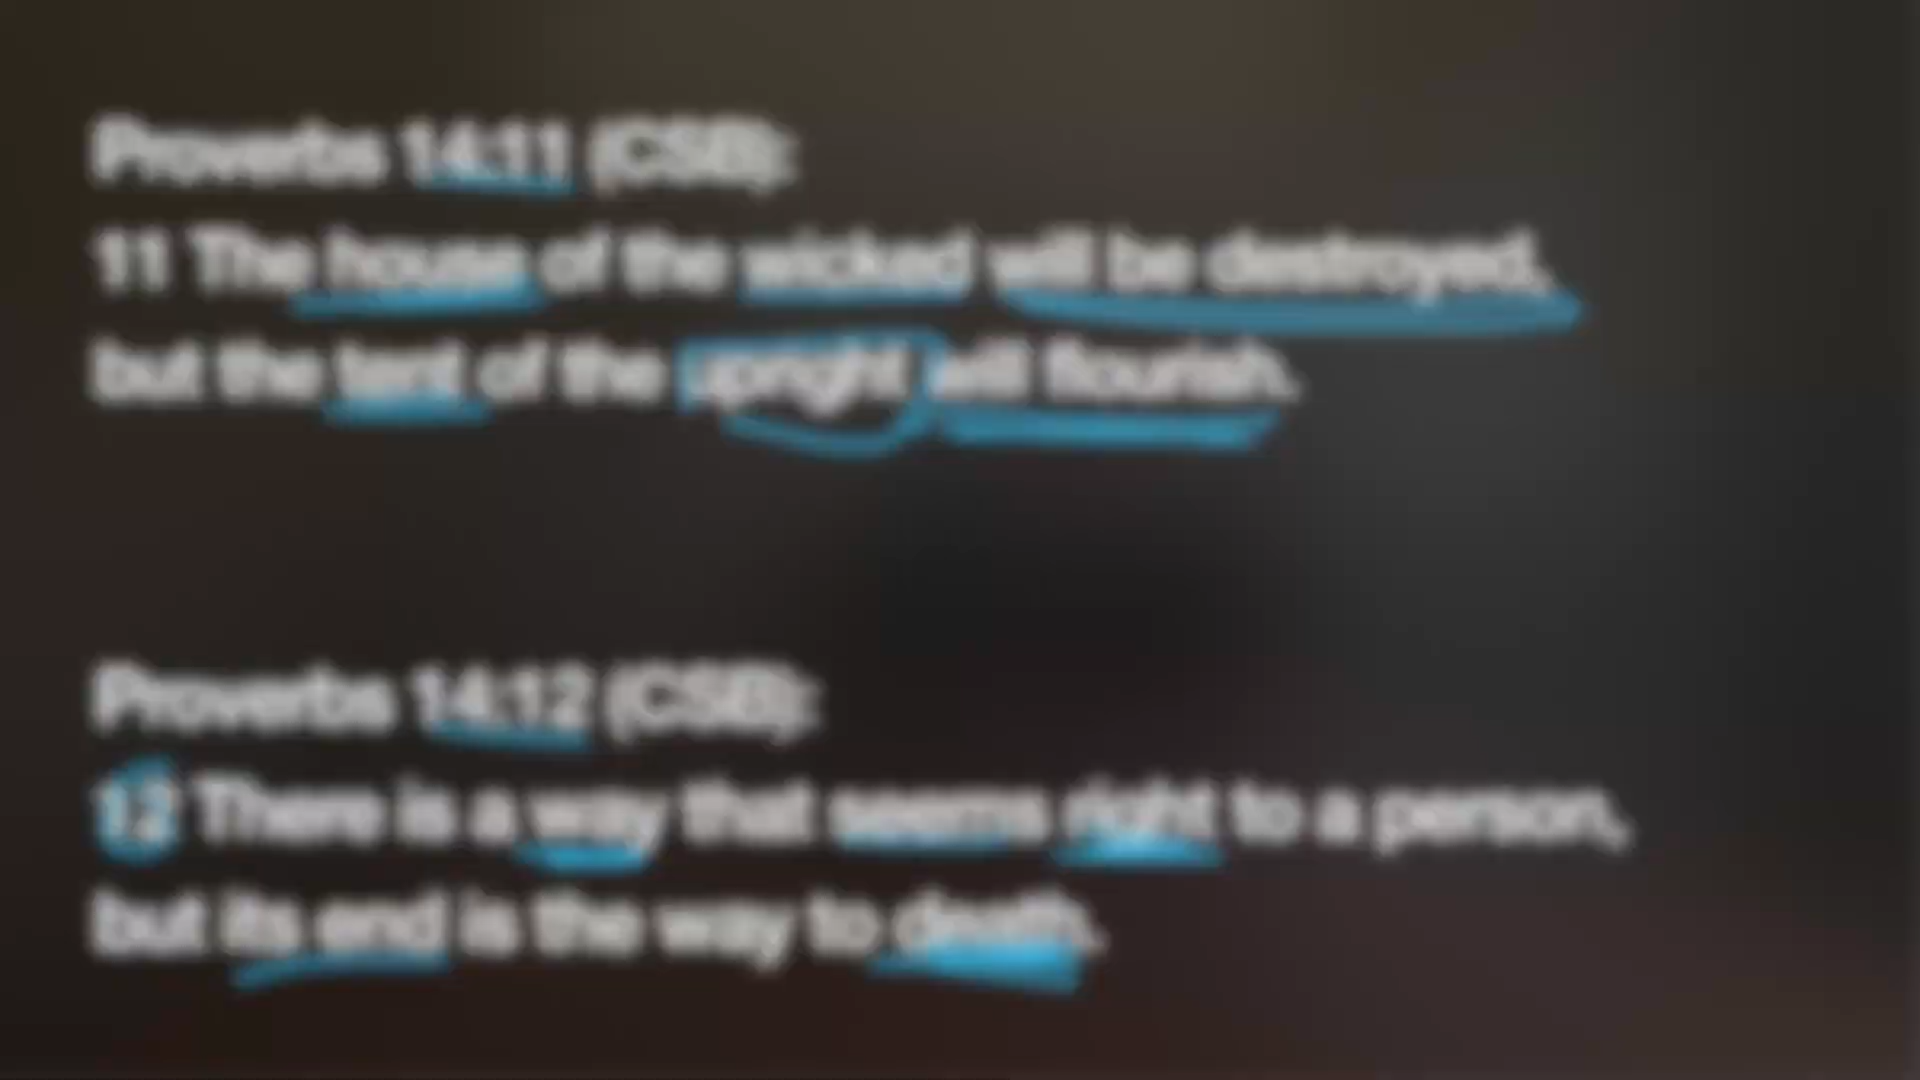 Proverbs 14:11 (CSB):
11 The house of the wicked will be destroyed,
but the tent of the upright will flourish.
Proverbs 14:12 (CSB):
12 There is a way that seems right to a person,
but its end is the way to death.